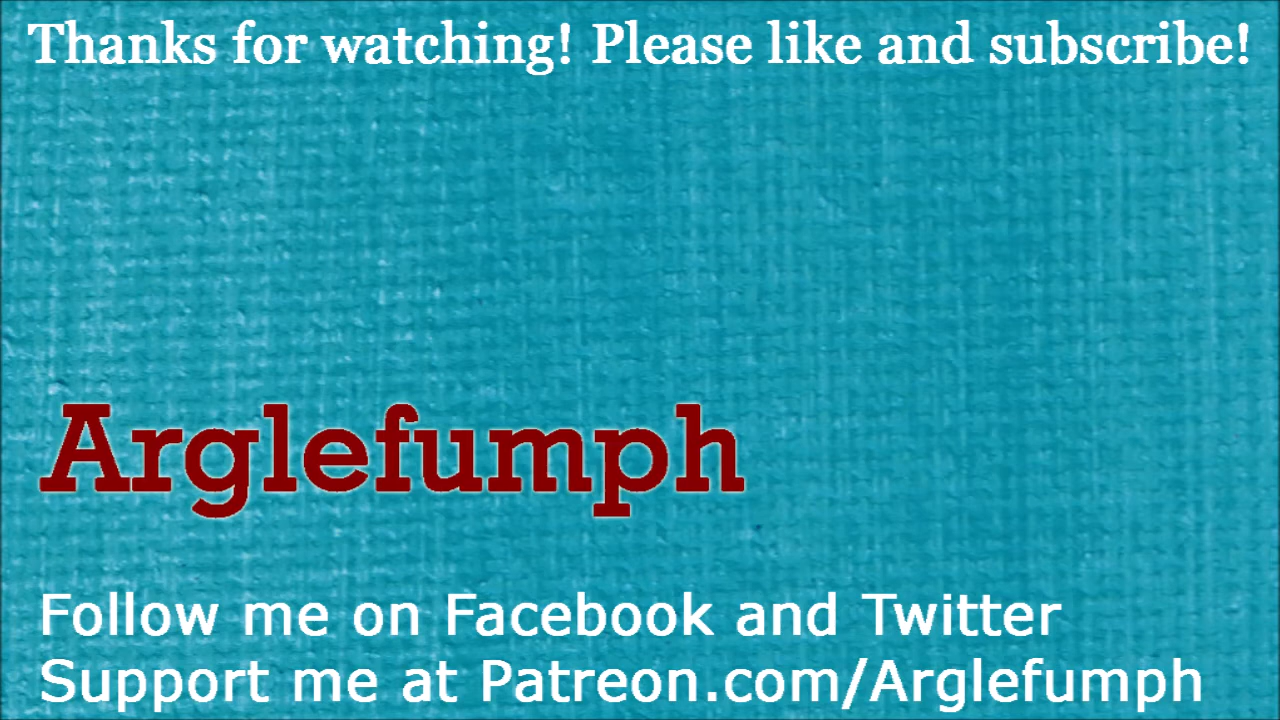 Thanks for watching! Please like and subscribe!
Arglefumph
Follow me on Facebook and Twitter
Support me at Patreon.com/Arglefumph